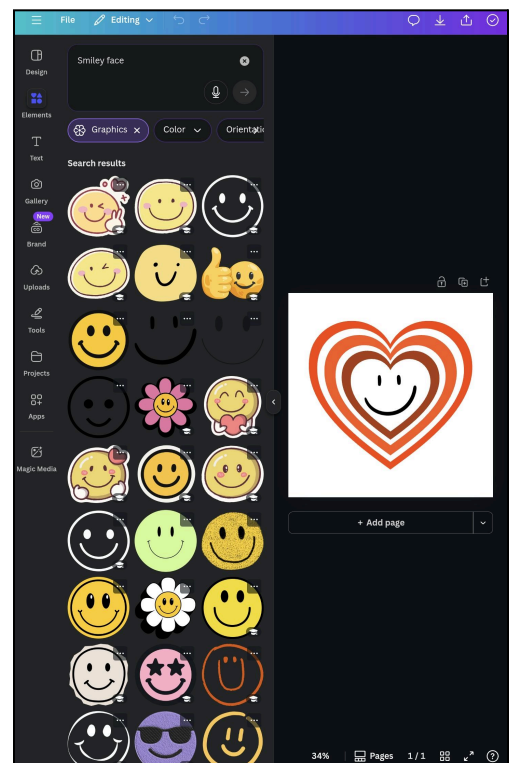 File Editing
Design
Elements
Text
Gallery
New
Brand
Uploads
Tools
Projects
Apps
Magic Media
Smiley face
Graphics Color
Search results
+ Add page
34% Pages 1/1